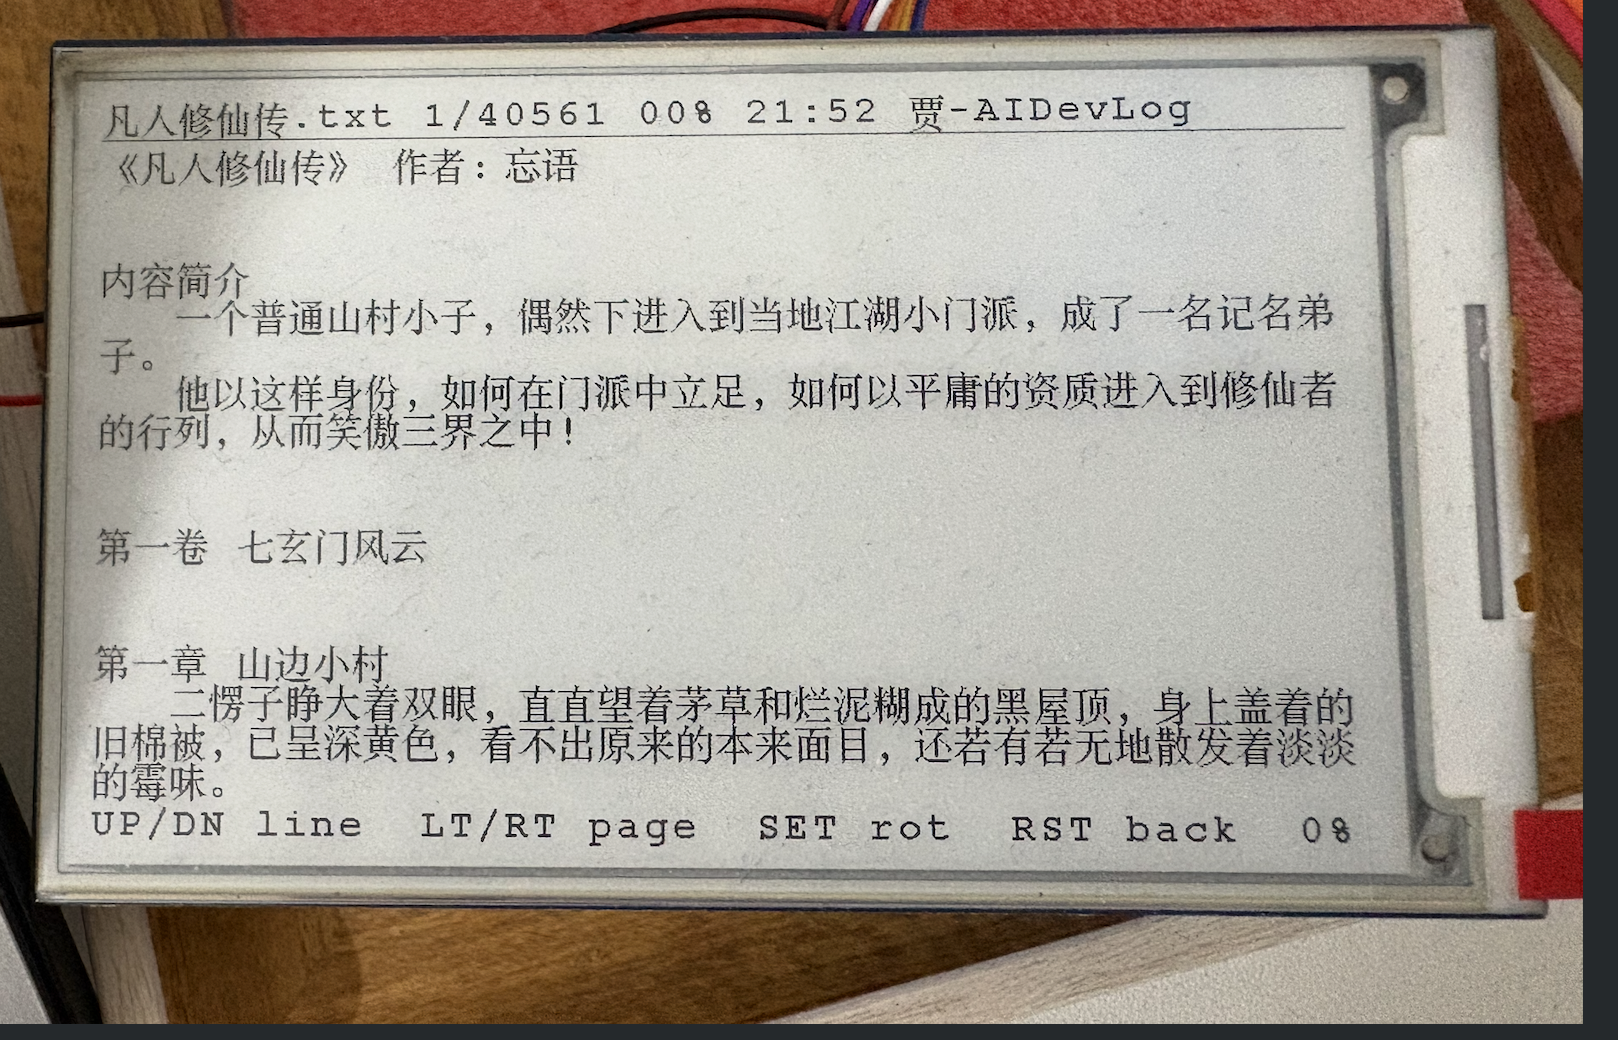 凡人修仙传.txt 1/40561 00% 21:52 贾-AIDevLog
《凡人修仙传》 作者：忘语
内容简介
一个普通山村小子，偶然下进入到当地江湖小门派，成了一名记名弟
子。
他以这样身份，如何在门派中立足，如何以平庸的资质进入到修仙者
的行列，从而笑傲三界之中！
第一卷 七玄门风云
第一章 山边小村
二愣子睁大着双眼，直直望着茅草和烂泥糊成的黑屋顶，身上盖着的
旧棉被，已呈深黄色，看不出原来的本来面目，还若有若无地散发着淡淡
的霉味。
UP/DN line LT/RT page SET rot RST back 0%